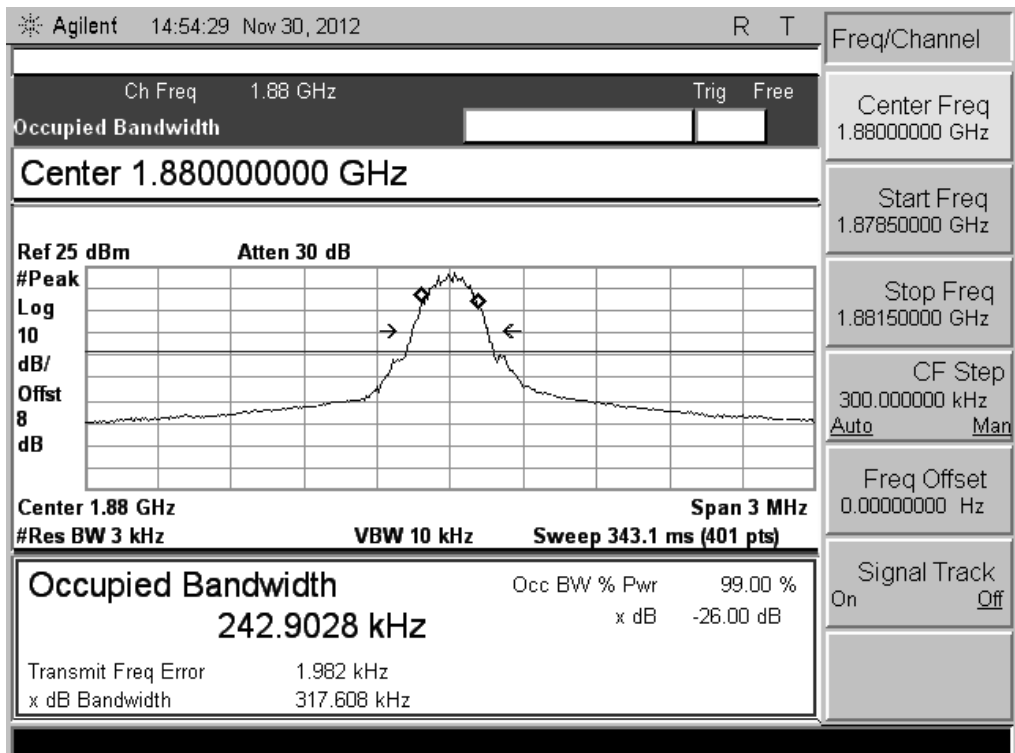 Agilent 14:54:29 Nov 30, 2012 R T
Ch Freq 1.88 GHz Trig Free
Occupied Bandwidth
Center 1.880000000 GHz
Ref 25 dBm Atten 30 dB
#Peak
Log
10
dB/
Offst
8
dB
Center 1.88 GHz Span 3 MHz
#Res BW 3 kHz VBW 10 kHz Sweep 343.1 ms (401 pts)
Occupied Bandwidth Occ BW % Pwr 99.00 %
242.9028 kHz x dB -26.00 dB
Transmit Freq Error 1.982 kHz
x dB Bandwidth 317.608 kHz
Freq/Channel
Center Freq
1.88000000 GHz
Start Freq
1.87850000 GHz
Stop Freq
1.88150000 GHz
CF Step
300.000000 kHz
Auto Man
Freq Offset
0.00000000 Hz
Signal Track
On Off